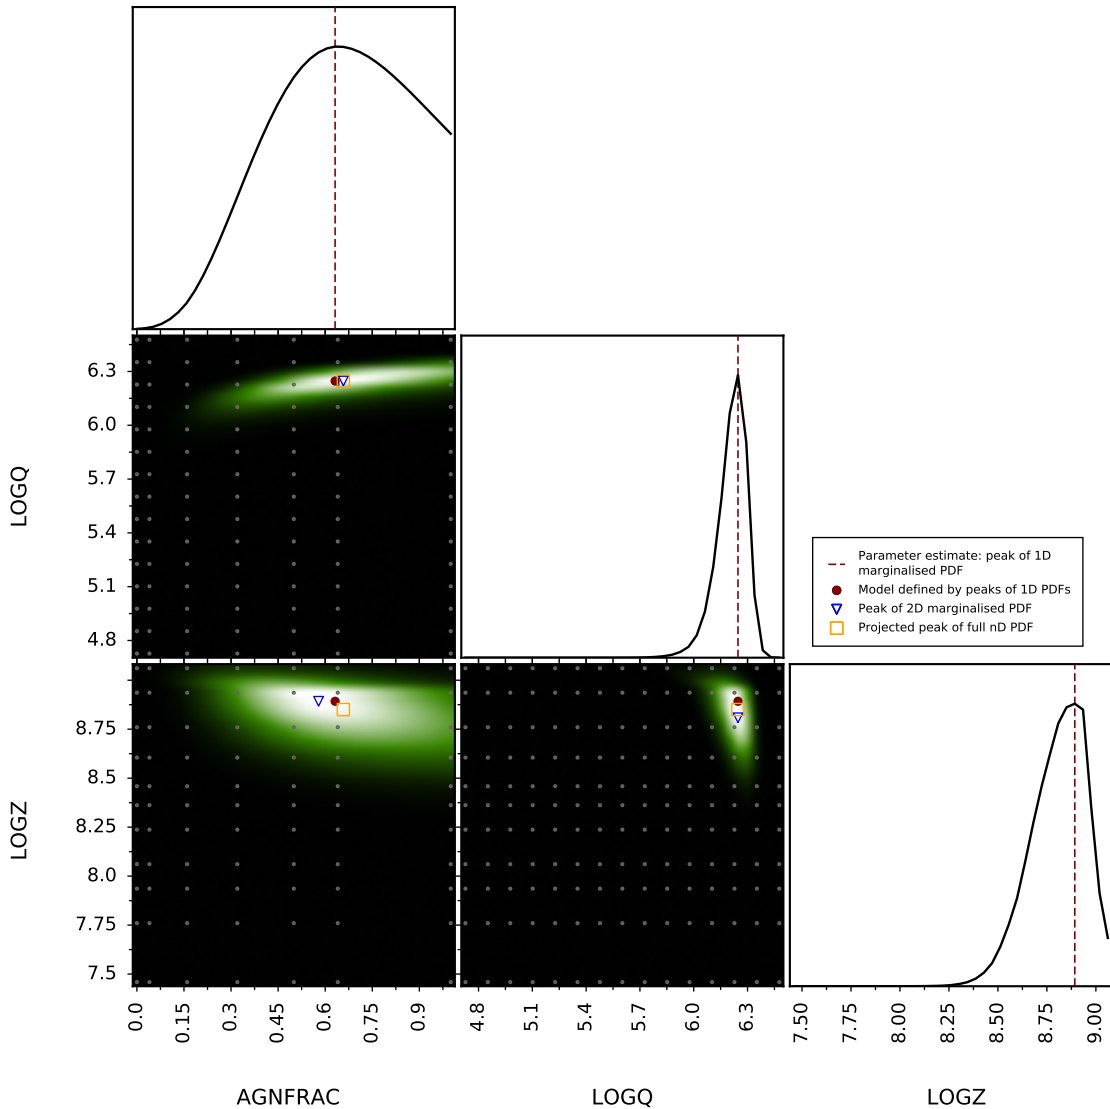 6.3
6.0
5.7
5.4
5.1
4.8
LOGQ
Parameter estimate: peak of 1D
marginalised PDF
Model defined by peaks of 1D PDFs
Peak of 2D marginalised PDF
Projected peak of full nD PDF
8.75
8.5
8.25
8.0
7.75
7.5
LOGZ
0.0 0.15 0.3 0.45 0.6 0.75 0.9
4.8 5.1 5.4 5.7 6.0 6.3
7.50 7.75 8.00 8.25 8.50 8.75 9.00
AGNFRAC
LOGQ
LOGZ